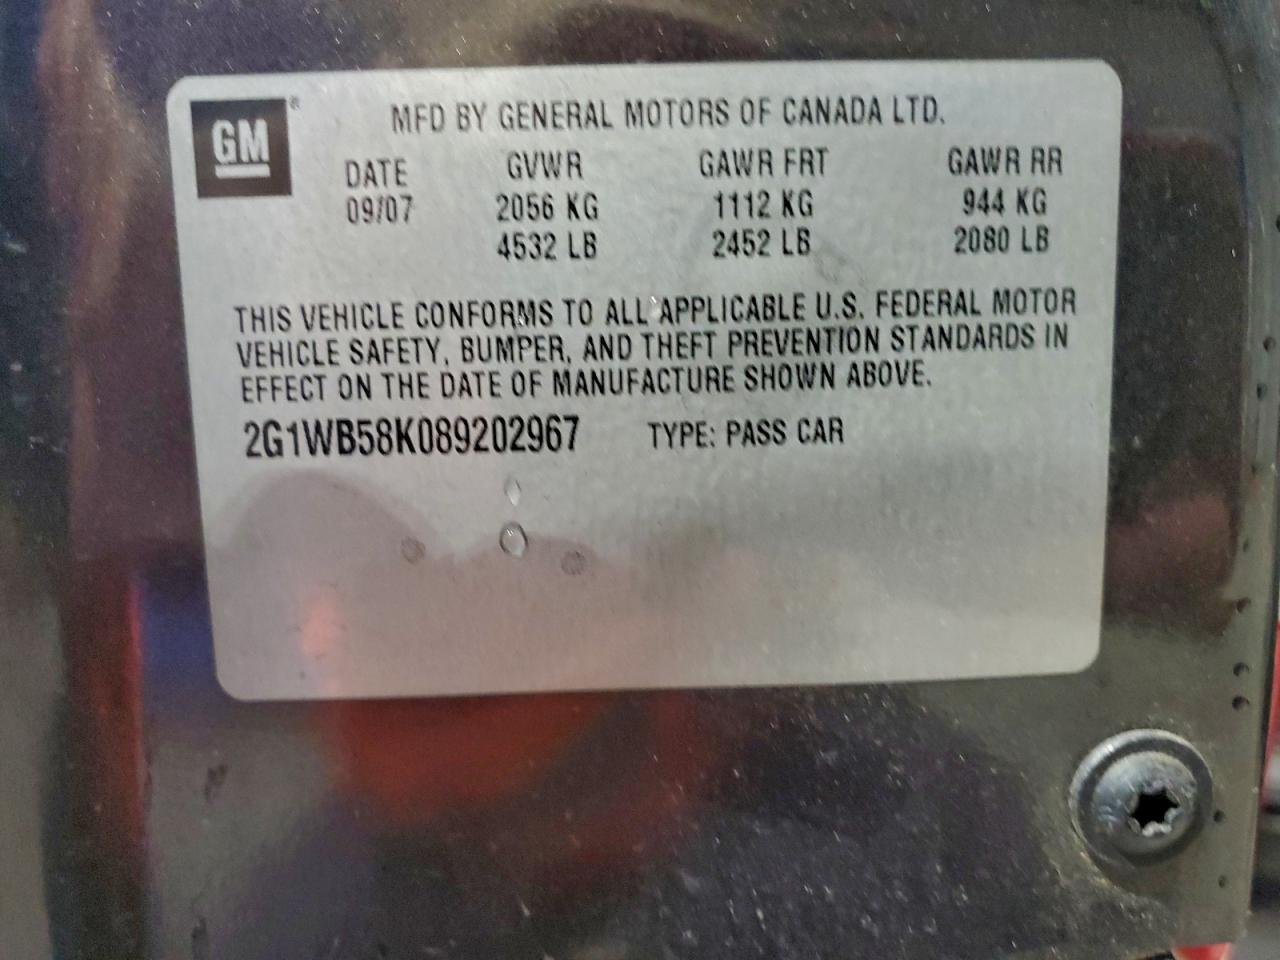 GM®
MFD BY GENERAL MOTORS OF CANADA LTD.
DATE GVWR GAWR FRT GAWR RR
09/07 2056 KG 1112 KG 944 KG
4532 LB 2452 LB 2080 LB
THIS VEHICLE CONFORMS TO ALL APPLICABLE U.S. FEDERAL MOTOR
VEHICLE SAFETY, BUMPER, AND THEFT PREVENTION STANDARDS IN
EFFECT ON THE DATE OF MANUFACTURE SHOWN ABOVE.
2G1WB58K089202967 TYPE: PASS CAR